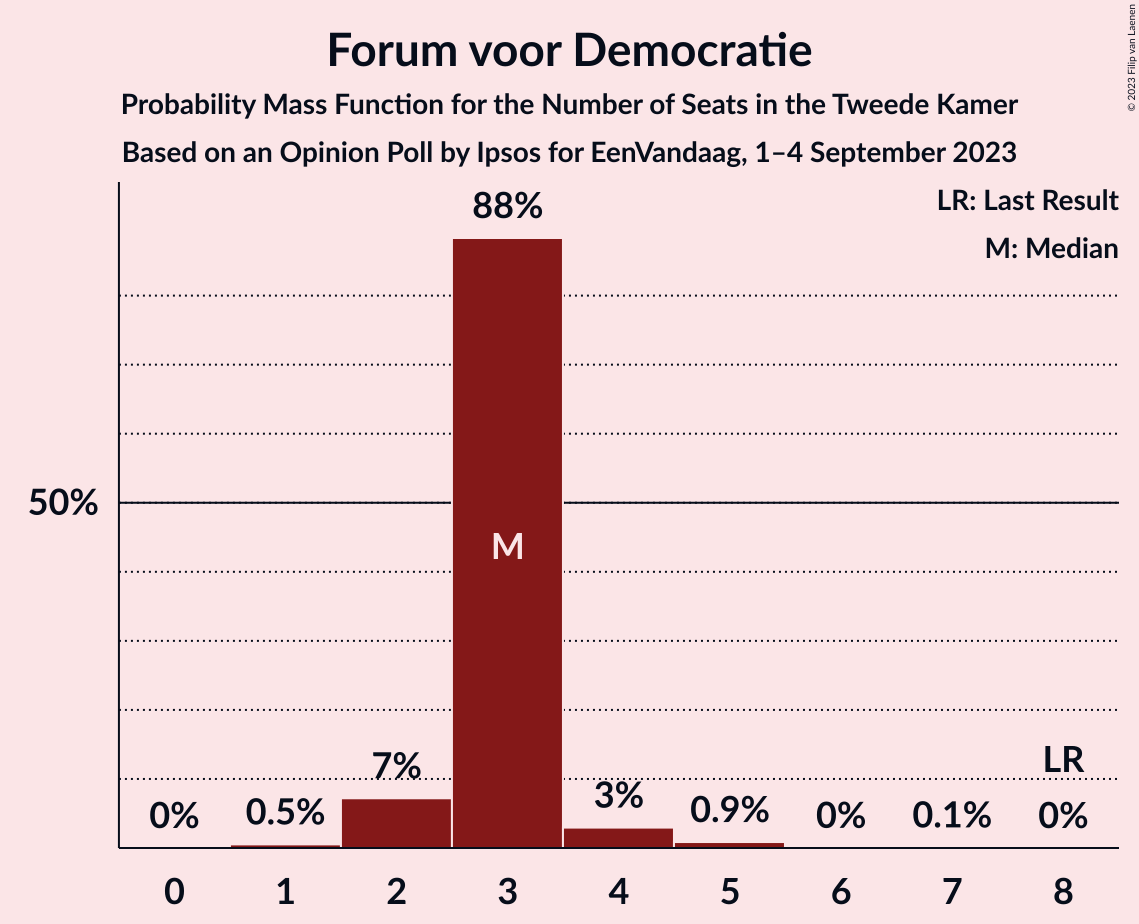 Forum voor Democratie
Probability Mass Function for the Number of Seats in the Tweede Kamer
Based on an Opinion Poll by Ipsos for EenVandaag, 1–4 September 2023
© 2023 Filip van Laenen
LR: Last Result
M: Median
88%
50%
M
7%
LR
0%
0.5%
3%
0.9%
0%
0.1%
0%
0 1 2 3 4 5 6 7 8